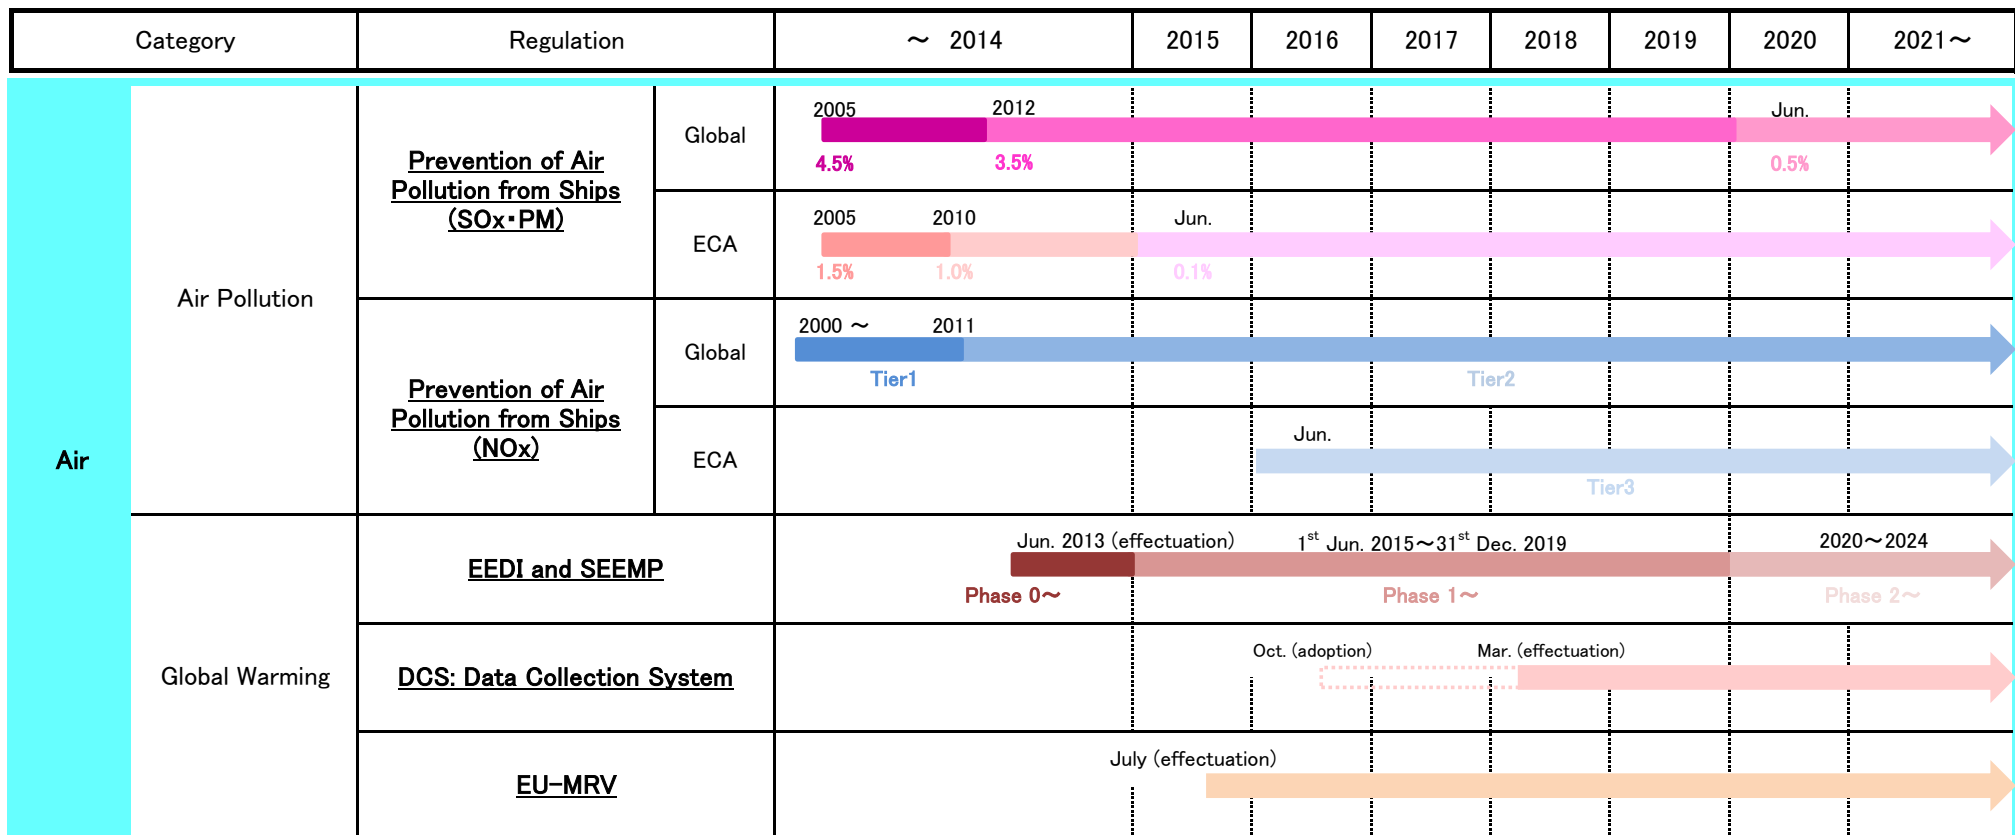 Category Regulation ～ 2014 2015 2016 2017 2018 2019 2020 2021～
Air
Air Pollution
Prevention of Air
Pollution from Ships
(SOx・PM)
Global
2005 2012 Jun.
4.5% 3.5% 0.5%
ECA
2005 2010 Jun.
1.5% 1.0% 0.1%
Prevention of Air
Pollution from Ships
(NOx)
Global
2000 ～ 2011
Tier1 Tier2
ECA
Jun.
Tier3
Global Warming
EEDI and SEEMP
Jun. 2013 (effectuation) 1st Jun. 2015～31st Dec. 2019 2020～2024
Phase 0～ Phase 1～ Phase 2～
DCS: Data Collection System
Oct. (adoption) Mar. (effectuation)
EU-MRV
July (effectuation)